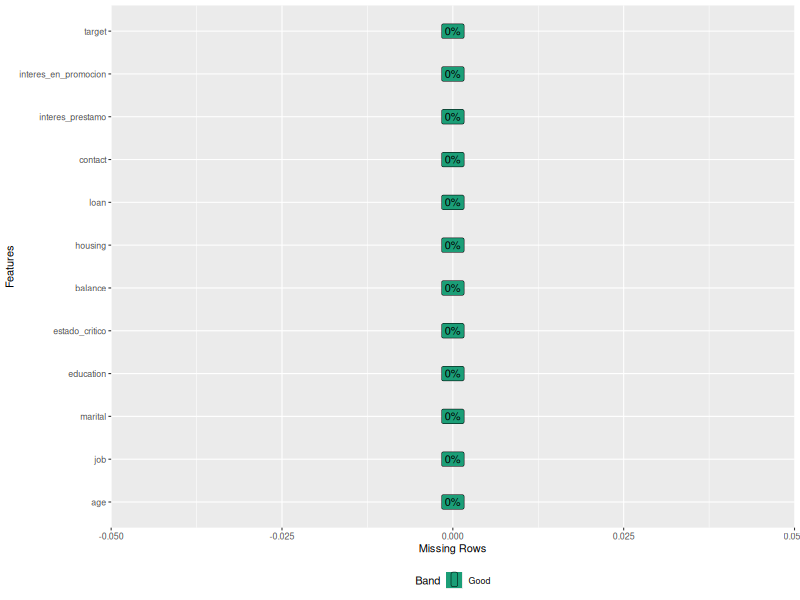 Features
target 0%
interes_en_promocion 0%
interes_prestamo 0%
contact 0%
loan 0%
housing 0%
balance 0%
estado_critico 0%
education 0%
marital 0%
job 0%
age 0%
-0.050 -0.025 0.000 0.025 0.05
Missing Rows
Band Good